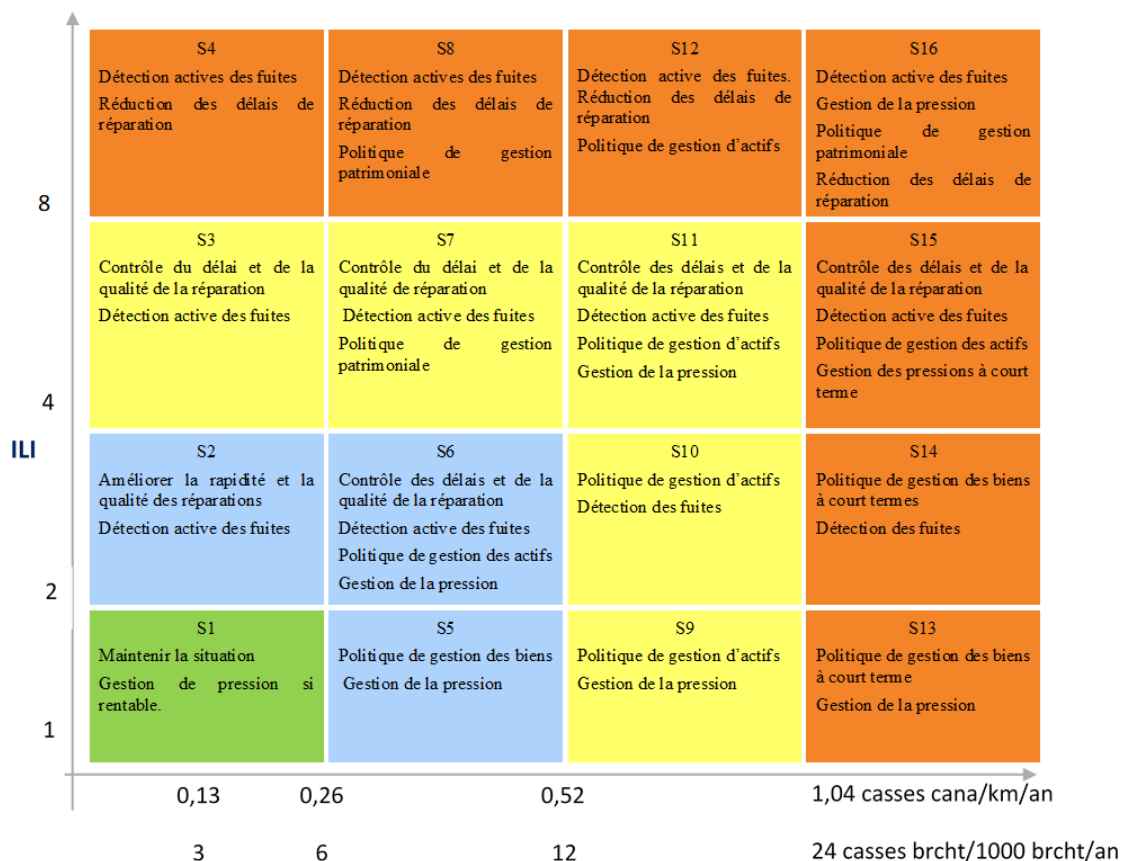 S4
Détection actives des fuites
Réduction des délais de
réparation
S8
Détection actives des fuites
Réduction des délais de
réparation
Politique de gestion
patrimoniale
S12
Détection active des fuites.
Réduction des délais de
réparation
Politique de gestion d'actifs
S16
Détection active des fuites
Gestion de la pression
Politique de gestion
patrimoniale
Réduction des délais de
réparation
8
S3
Contrôle du délai et de la
qualité de la réparation
Détection active des fuites
S7
Contrôle du délai et de la
qualité de réparation
Détection active des fuites
Politique de gestion
patrimoniale
S11
Contrôle des délais et de la
qualité de la réparation
Détection active des fuites
Politique de gestion d'actifs
Gestion de la pression
S15
Contrôle des délais et de la
qualité de la réparation
Détection active des fuites
Politique de gestion des actifs
Gestion des pressions à court
terme
4
ILI
S2
Améliorer la rapidité et la
qualité des réparations
Détection active des fuites
S6
Contrôle des délais et de la
qualité de la réparation
Détection active des fuites
Politique de gestion des actifs
Gestion de la pression
S10
Politique de gestion d'actifs
Détection des fuites
S14
Politique de gestion des biens
à court termes
Détection des fuites
2
S1
Maintenir la situation
Gestion de pression si
rentable.
S5
Politique de gestion des biens
Gestion de la pression
S9
Politique de gestion d'actifs
Gestion de la pression
S13
Politique de gestion des biens
à court terme
Gestion de la pression
1
0,13 0,26 0,52 1,04 casses cana/km/an
3 6 12 24 casses brcht/1000 brcht/an